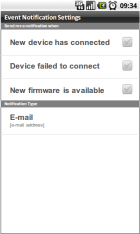 09:34
Event Notification Settings
Send me a notification when
New device has connected
Device failed to connect
New firmware is available
Notification Type
E-mail
[e-mail address]